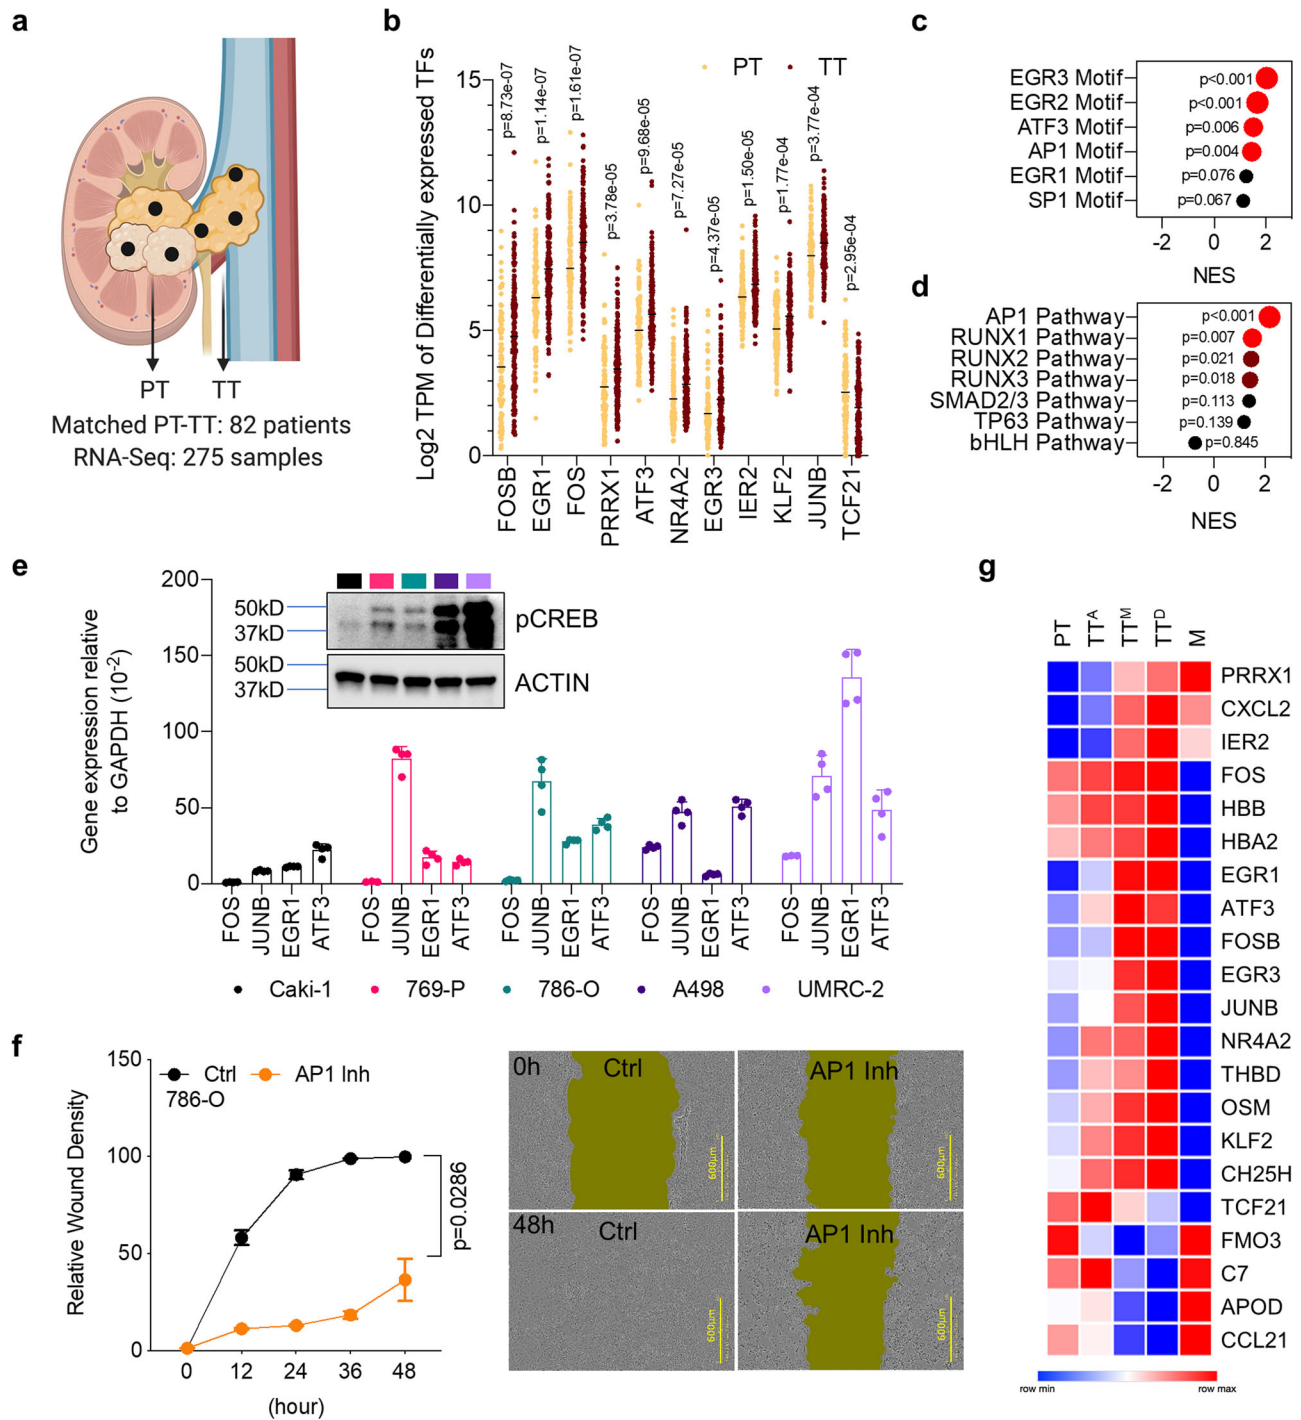 a
PT
TT
Matched PT-TT: 82 patients
RNA-Seq: 275 samples
b
Log2 TPM of Differentially expressed TFs
PT
TT
15
10
5
0
p=8.73e-07
p=1.14e-07
p=1.61e-07
p=3.78e-05
p=9.68e-05
p=7.27e-05
p=4.37e-05
p=1.50e-05
p=1.77e-04
p=3.77e-04
p=2.95e-04
FOSB
EGR1
FOS
PRRX1
ATF3
NR4A2
EGR3
IER2
KLF2
JUNB
TCF21
c
EGR3 Motif p<0.001
EGR2 Motif p<0.001
ATF3 Motif p=0.006
AP1 Motif p=0.004
EGR1 Motif p=0.076
SP1 Motif p=0.067
-2 0 2
NES
d
AP1 Pathway p<0.001
RUNX1 Pathway p=0.007
RUNX2 Pathway p=0.021
RUNX3 Pathway p=0.018
SMAD2/3 Pathway p=0.113
TP63 Pathway p=0.139
bHLH Pathway p=0.845
-2 0 2
NES
e
Gene expression relative
to GAPDH (10-2)
200
150
100
50
0
50kD
37kD
pCREB
50kD
37kD
ACTIN
FOS JUNB EGR1 ATF3
FOS JUNB EGR1 ATF3
FOS JUNB EGR1 ATF3
FOS JUNB EGR1 ATF3
FOS JUNB EGR1 ATF3
Caki-1 769-P 786-O A498 UMRC-2
f
Relative Wound Density
150
100
50
0
Ctrl AP1 Inh
786-O
p=0.0286
0 12 24 36 48
(hour)
0h Ctrl
600µm
AP1 Inh
600µm
48h Ctrl
600µm
AP1 Inh
600µm
g
PT TTA TTM TTD M
PRRX1
CXCL2
IER2
FOS
HBB
HBA2
EGR1
ATF3
FOSB
EGR3
JUNB
NR4A2
THBD
OSM
KLF2
CH25H
TCF21
FMO3
C7
APOD
CCL21
row min row max